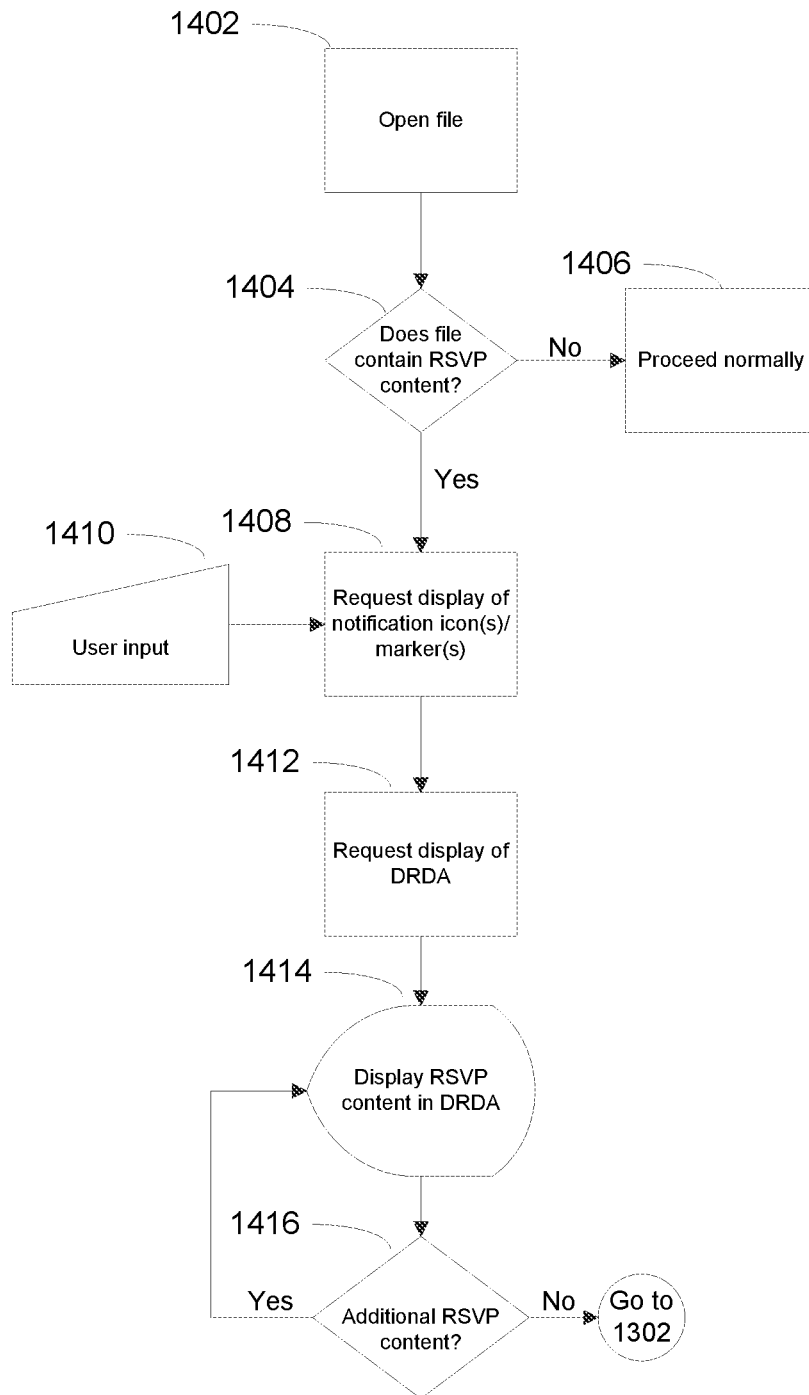 1402
Open file
1404
1406
Does file
contain RSVP
content?
No
Proceed normally
Yes
1408
1410
Request display of
notification icon(s)/
marker(s)
User input
1412
Request display of
DRDA
1414
Display RSVP
content in DRDA
1416
Yes
Additional RSVP
content?
No
Go to
1302